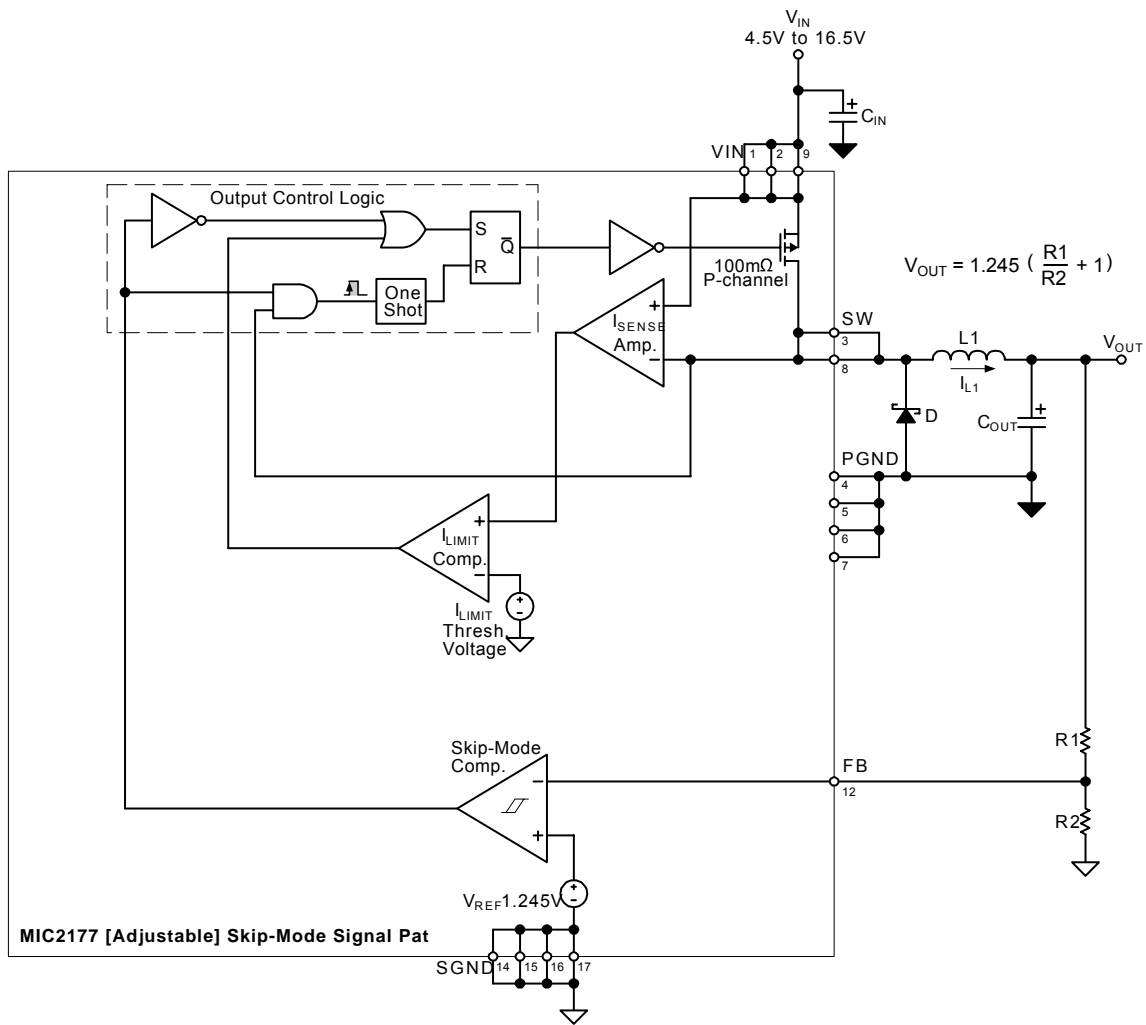 V_IN
4.5V to 16.5V
+
C_IN
VIN 1 2 9
Output Control Logic
S
Q̅
R
One
Shot
100mΩ
P-channel
V_OUT = 1.245 ( R1/R2 + 1)
+
I_SENSE
Amp.
−
SW
3
8
L1
I_L1
V_OUT
D
+
C_OUT
PGND
4
5
6
7
+
I_LIMIT
Comp.
−
I_LIMIT
Thresh.
Voltage
+
-
Skip-Mode
Comp.
−
+
FB
12
R1
R2
V_REF 1.245V
+
-
MIC2177 [Adjustable] Skip-Mode Signal Pat
SGND 14 15 16 17